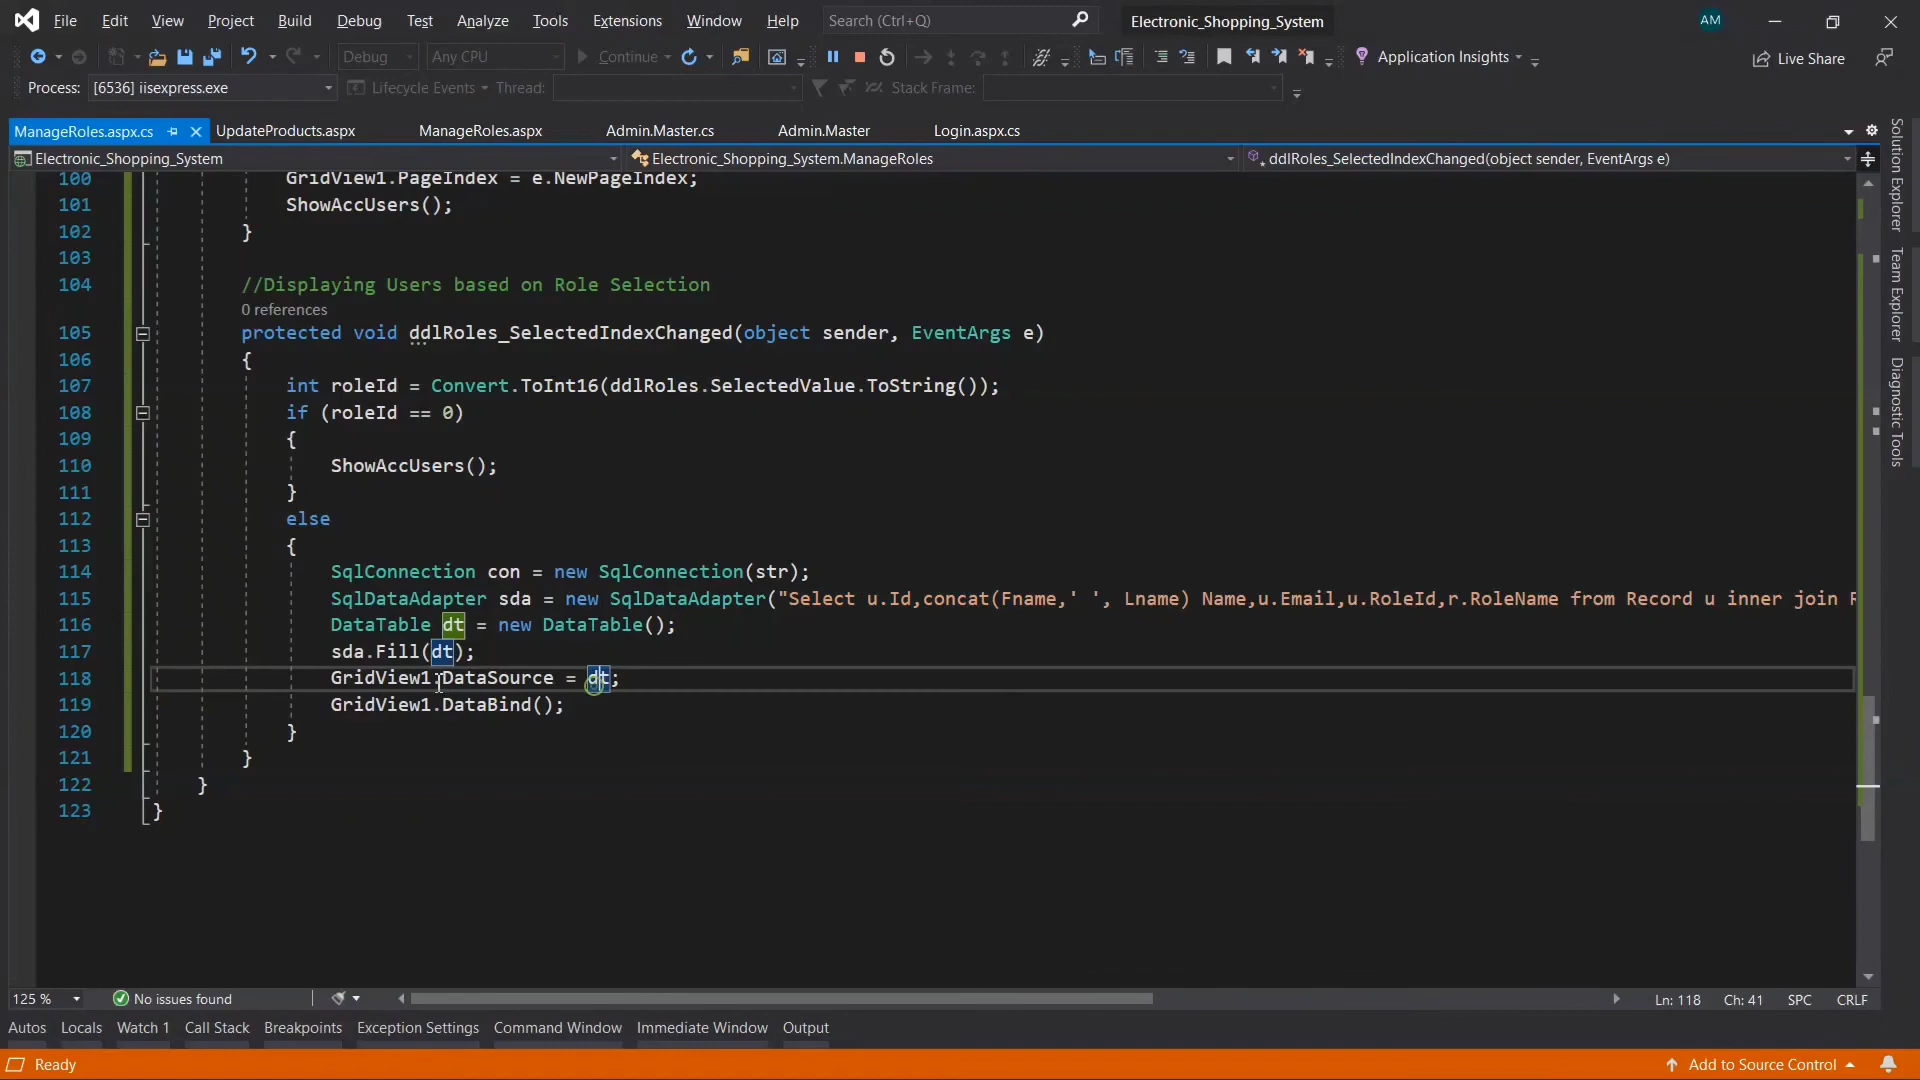 File Edit View Project Build Debug Test Analyze Tools Extensions Window Help Search (Ctrl+Q) Electronic_Shopping_System AM
Debug Any CPU Continue Application Insights Live Share
Process: [6536] iisexpress.exe Lifecycle Events Thread: Stack Frame:
ManageRoles.aspx.cs UpdateProducts.aspx ManageRoles.aspx Admin.Master.cs Admin.Master Login.aspx.cs
Electronic_Shopping_System Electronic_Shopping_System.ManageRoles ddlRoles_SelectedIndexChanged(object sender, EventArgs e)
100 GridView1.PageIndex = e.NewPageIndex;
101 ShowAccUsers();
102 }
103
104 //Displaying Users based on Role Selection
0 references
105 protected void ddlRoles_SelectedIndexChanged(object sender, EventArgs e)
106 {
107 int roleId = Convert.ToInt16(ddlRoles.SelectedValue.ToString());
108 if (roleId == 0)
109 {
110 ShowAccUsers();
111 }
112 else
113 {
114 SqlConnection con = new SqlConnection(str);
115 SqlDataAdapter sda = new SqlDataAdapter("Select u.Id,concat(Fname,' ', Lname) Name,u.Email,u.RoleId,r.RoleName from Record u inner join
116 DataTable dt = new DataTable();
117 sda.Fill(dt);
118 GridView1.DataSource = dt;
119 GridView1.DataBind();
120 }
121 }
122 }
123 }
Solution Explorer
Team Explorer
Diagnostic Tools
125 % No issues found Ln: 118 Ch: 41 SPC CRLF
Autos Locals Watch 1 Call Stack Breakpoints Exception Settings Command Window Immediate Window Output
Ready Add to Source Control